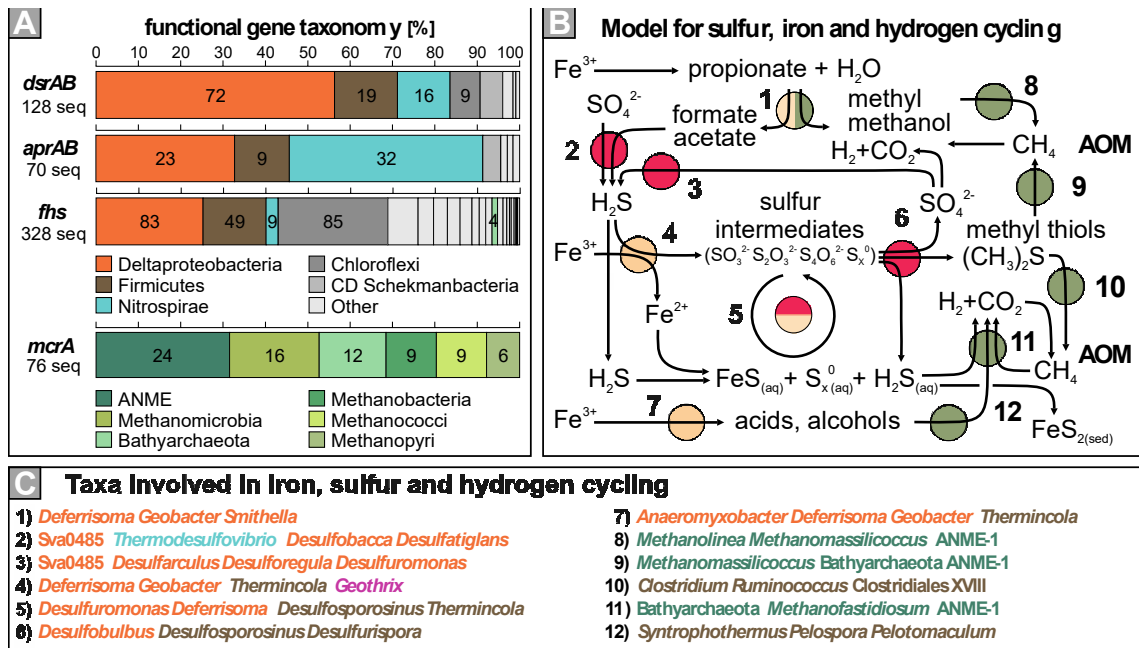 A
functional gene taxonom y [%]
0 10 20 30 40 50 60 70 80 90 100
dsrAB
128 seq
72 19 16 9
aprAB
70 seq
23 9 32
fhs
328 seq
83 49 9 85 4
Deltaproteobacteria
Firmicutes
Nitrospirae
Chloroflexi
CD Schekmanbacteria
Other
mcrA
76 seq
24 16 12 9 9 6
ANME
Methanomicrobia
Bathyarchaeota
Methanobacteria
Methanococci
Methanopyri
B
Model for sulfur, iron and hydrogen cyclin g
Fe³⁺ propionate + H₂O
SO₄²⁻
formate
acetate
1
methyl
methanol
8
2
H₂+CO₂
CH₄
AOM
3
9
H₂S
sulfur
intermediates
6
SO₄²⁻
methyl thiols
Fe³⁺
4
(SO₃²⁻S₂O₃²⁻S₄O₆²⁻Sₓ⁰)
(CH₃)₂S
10
Fe²⁺
5
H₂+CO₂
11
AOM
H₂S
FeS(aq) + Sₓ⁰(aq) + H₂S(aq)
CH₄
Fe³⁺
7
acids, alcohols
12
FeS₂(sed)
C
Taxa involved in iron, sulfur and hydrogen cycling
1) Deferrisoma Geobacter Smithella
2) Sva0485 Thermodesulfovibrio Desulfobacca Desulfatiglans
3) Sva0485 Desulfarculus Desulforegula Desulfuromonas
4) Deferrisoma Geobacter Thermincola Geothrix
5) Desulfuromonas Deferrisoma Desulfosporosinus Thermincola
6) Desulfobulbus Desulfosporosinus Desulfurispora
7) Anaeromyxobacter Deferrisoma Geobacter Thermincola
8) Methanolinea Methanomassilicoccus ANME-1
9) Methanomassilicoccus Bathyarchaeota ANME-1
10) Clostridium Ruminococcus Clostridiales XVIII
11) Bathyarchaeota Methanofastidiosum ANME-1
12) Syntrophothermus Pelospora Pelotomaculum